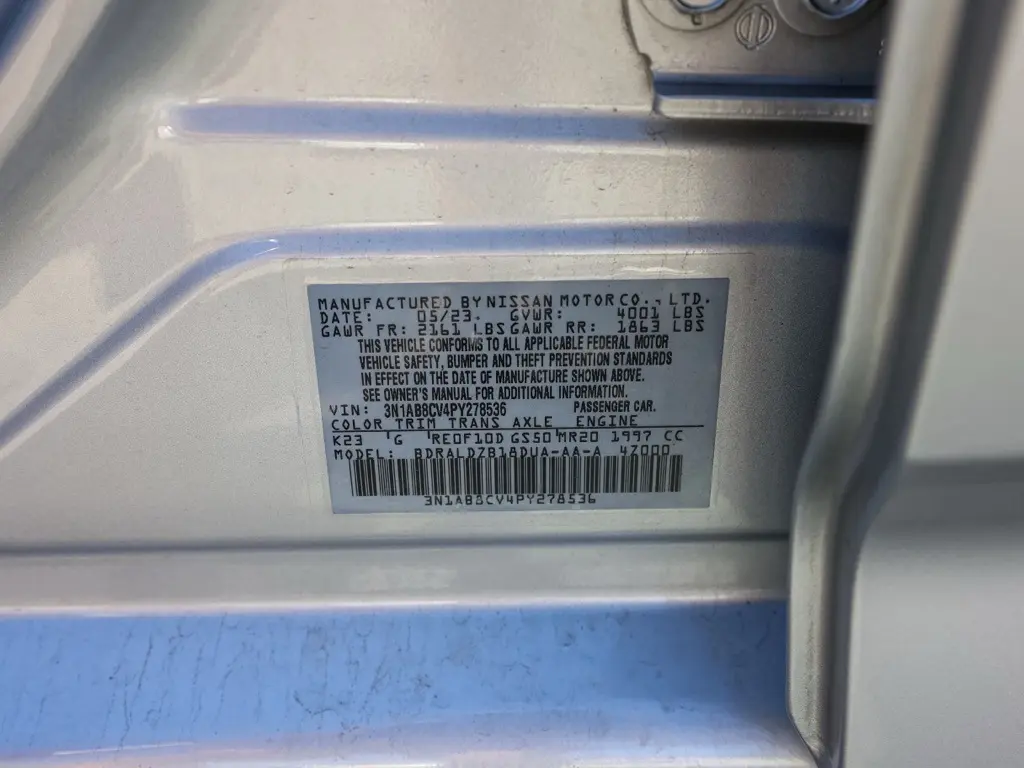 MANUFACTURED BY NISSAN MOTOR CO., LTD.
DATE: 05/23. GVWR: 4001 LBS
GAWR FR: 2161 LBS GAWR RR: 1863 LBS
THIS VEHICLE CONFORMS TO ALL APPLICABLE FEDERAL MOTOR
VEHICLE SAFETY, BUMPER AND THEFT PREVENTION STANDARDS
IN EFFECT ON THE DATE OF MANUFACTURE SHOWN ABOVE.
SEE OWNER'S MANUAL FOR ADDITIONAL INFORMATION.
VIN: 3N1AB8CV4PY278536 PASSENGER CAR.
COLOR TRIM TRANS AXLE ENGINE
K23 G RE0F10D GS50 MR20 1997 CC
MODEL: BDRALDZB18DUA-AA-A 4Z000
3N1AB8CV4PY278536